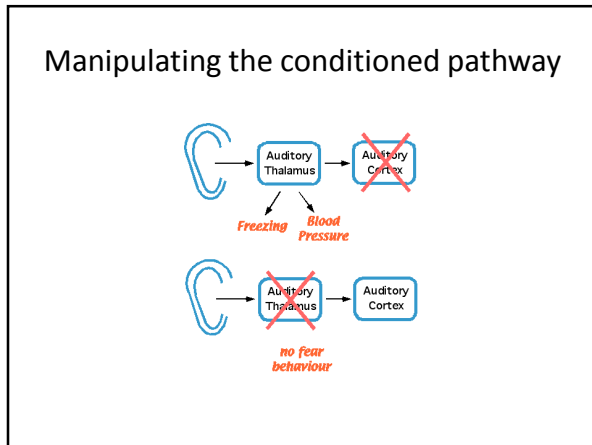 Manipulating the conditioned pathway
Auditory
Thalamus
Auditory
Cortex
Freezing
Blood
Pressure
Auditory
Thalamus
Auditory
Cortex
no fear
behaviour